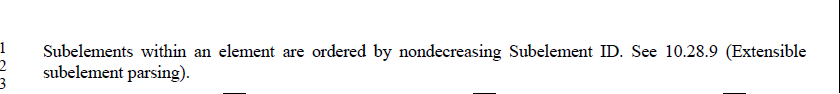 1
Subelements within an element are ordered by nondecreasing Subelement ID. See 10.28.9 (Extensible
2
subelement parsing).
3